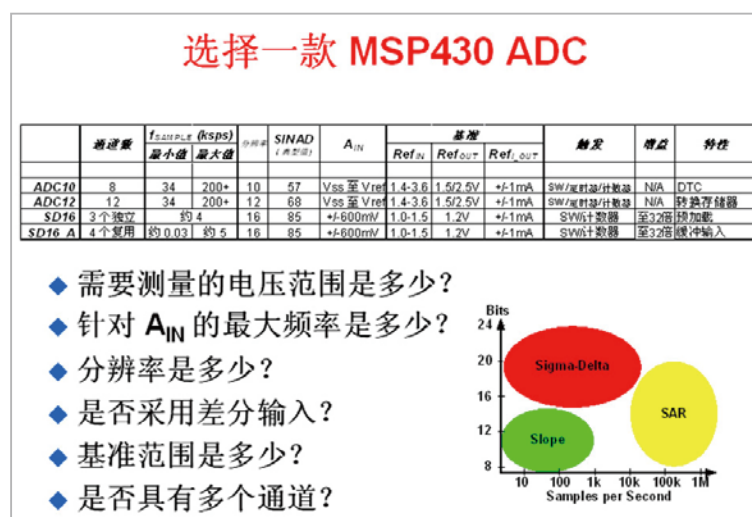 选择一款 MSP430 ADC
通道数 fSAMPLE (ksps) 分辨率 SINAD (典型值) AIN 基准 触发 增益 特性
最小值 最大值 RefIN RefOUT RefI_OUT
ADC10 8 34 200+ 10 57 Vss 至 Vref 1.4-3.6 1.5/2.5V +/-1mA SW/定时器/计数器 N/A DTC
ADC12 12 34 200+ 12 68 Vss 至 Vref 1.4-3.6 1.5/2.5V +/-1mA SW/定时器/计数器 N/A 转换存储器
SD16 3个独立 约 4 16 85 +/-600mV 1.0-1.5 1.2V +/-1mA SW/计数器 至32倍 预加载
SD16_A 4个复用 约 0.03 约 5 16 85 +/-600mV 1.0-1.5 1.2V +/-1mA SW/计数器 至32倍 缓冲输入
需要测量的电压范围是多少?
针对 AIN 的最大频率是多少?
分辨率是多少?
是否采用差分输入?
基准范围是多少?
是否具有多个通道?
Bits
24
20
16
12
8
Sigma-Delta
SAR
Slope
10 100 1k 10k 100k 1M
Samples per Second